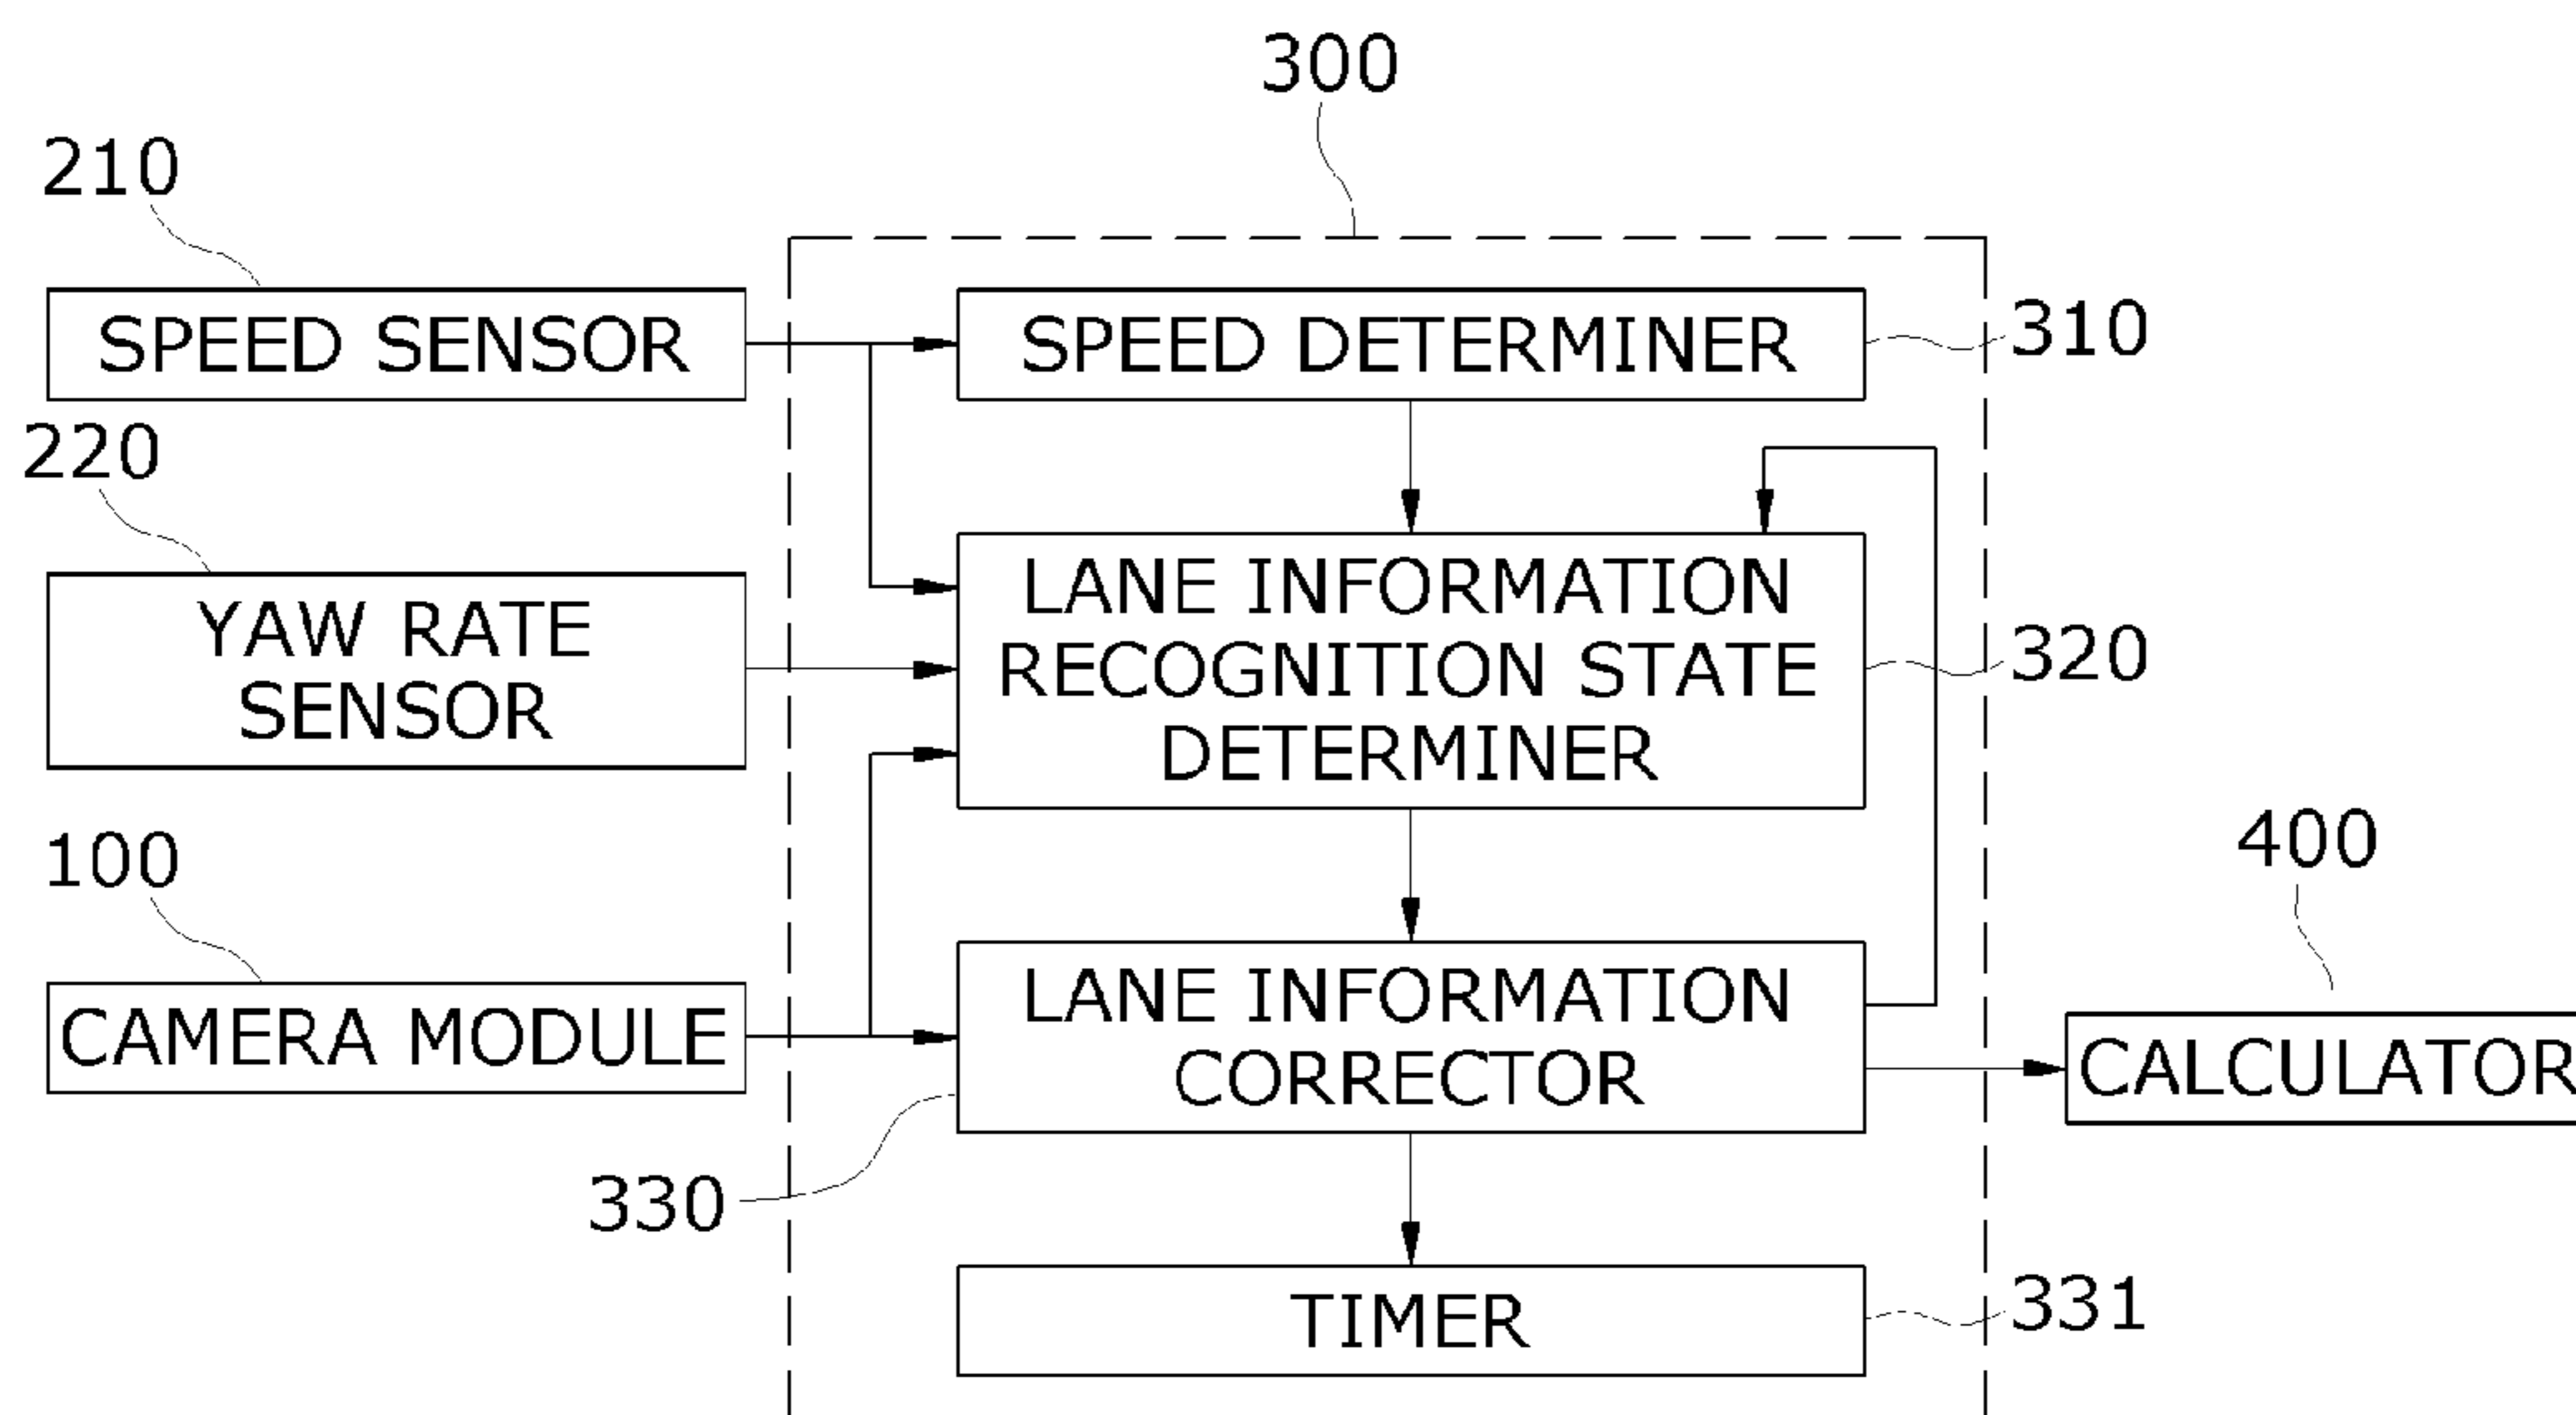 300
210
SPEED SENSOR
SPEED DETERMINER
310
220
YAW RATE
SENSOR
LANE INFORMATION
RECOGNITION STATE
DETERMINER
320
100
CAMERA MODULE
LANE INFORMATION
CORRECTOR
400
CALCULATOR
330
TIMER
331